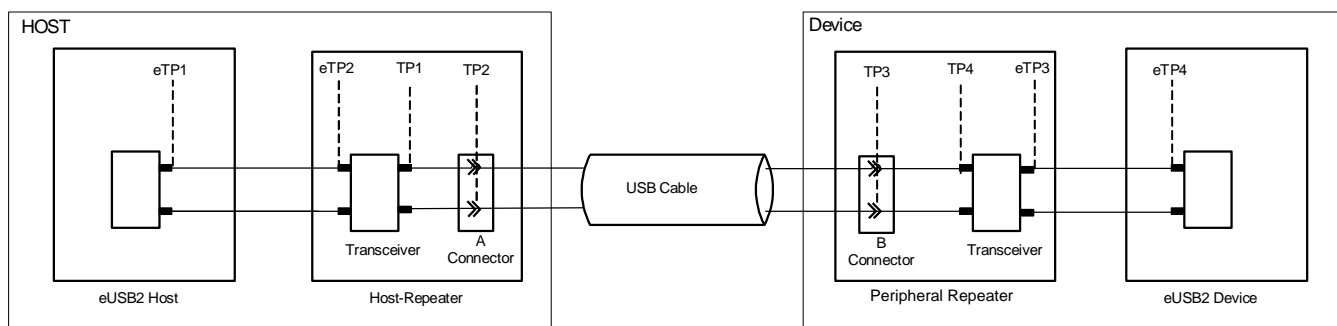 HOST
Device
eTP1
eTP2
TP1
TP2
TP3
TP4
eTP3
eTP4
USB Cable
Transceiver
A
Connector
B
Connector
Transceiver
eUSB2 Host
Host-Repeater
Peripheral Repeater
eUSB2 Device